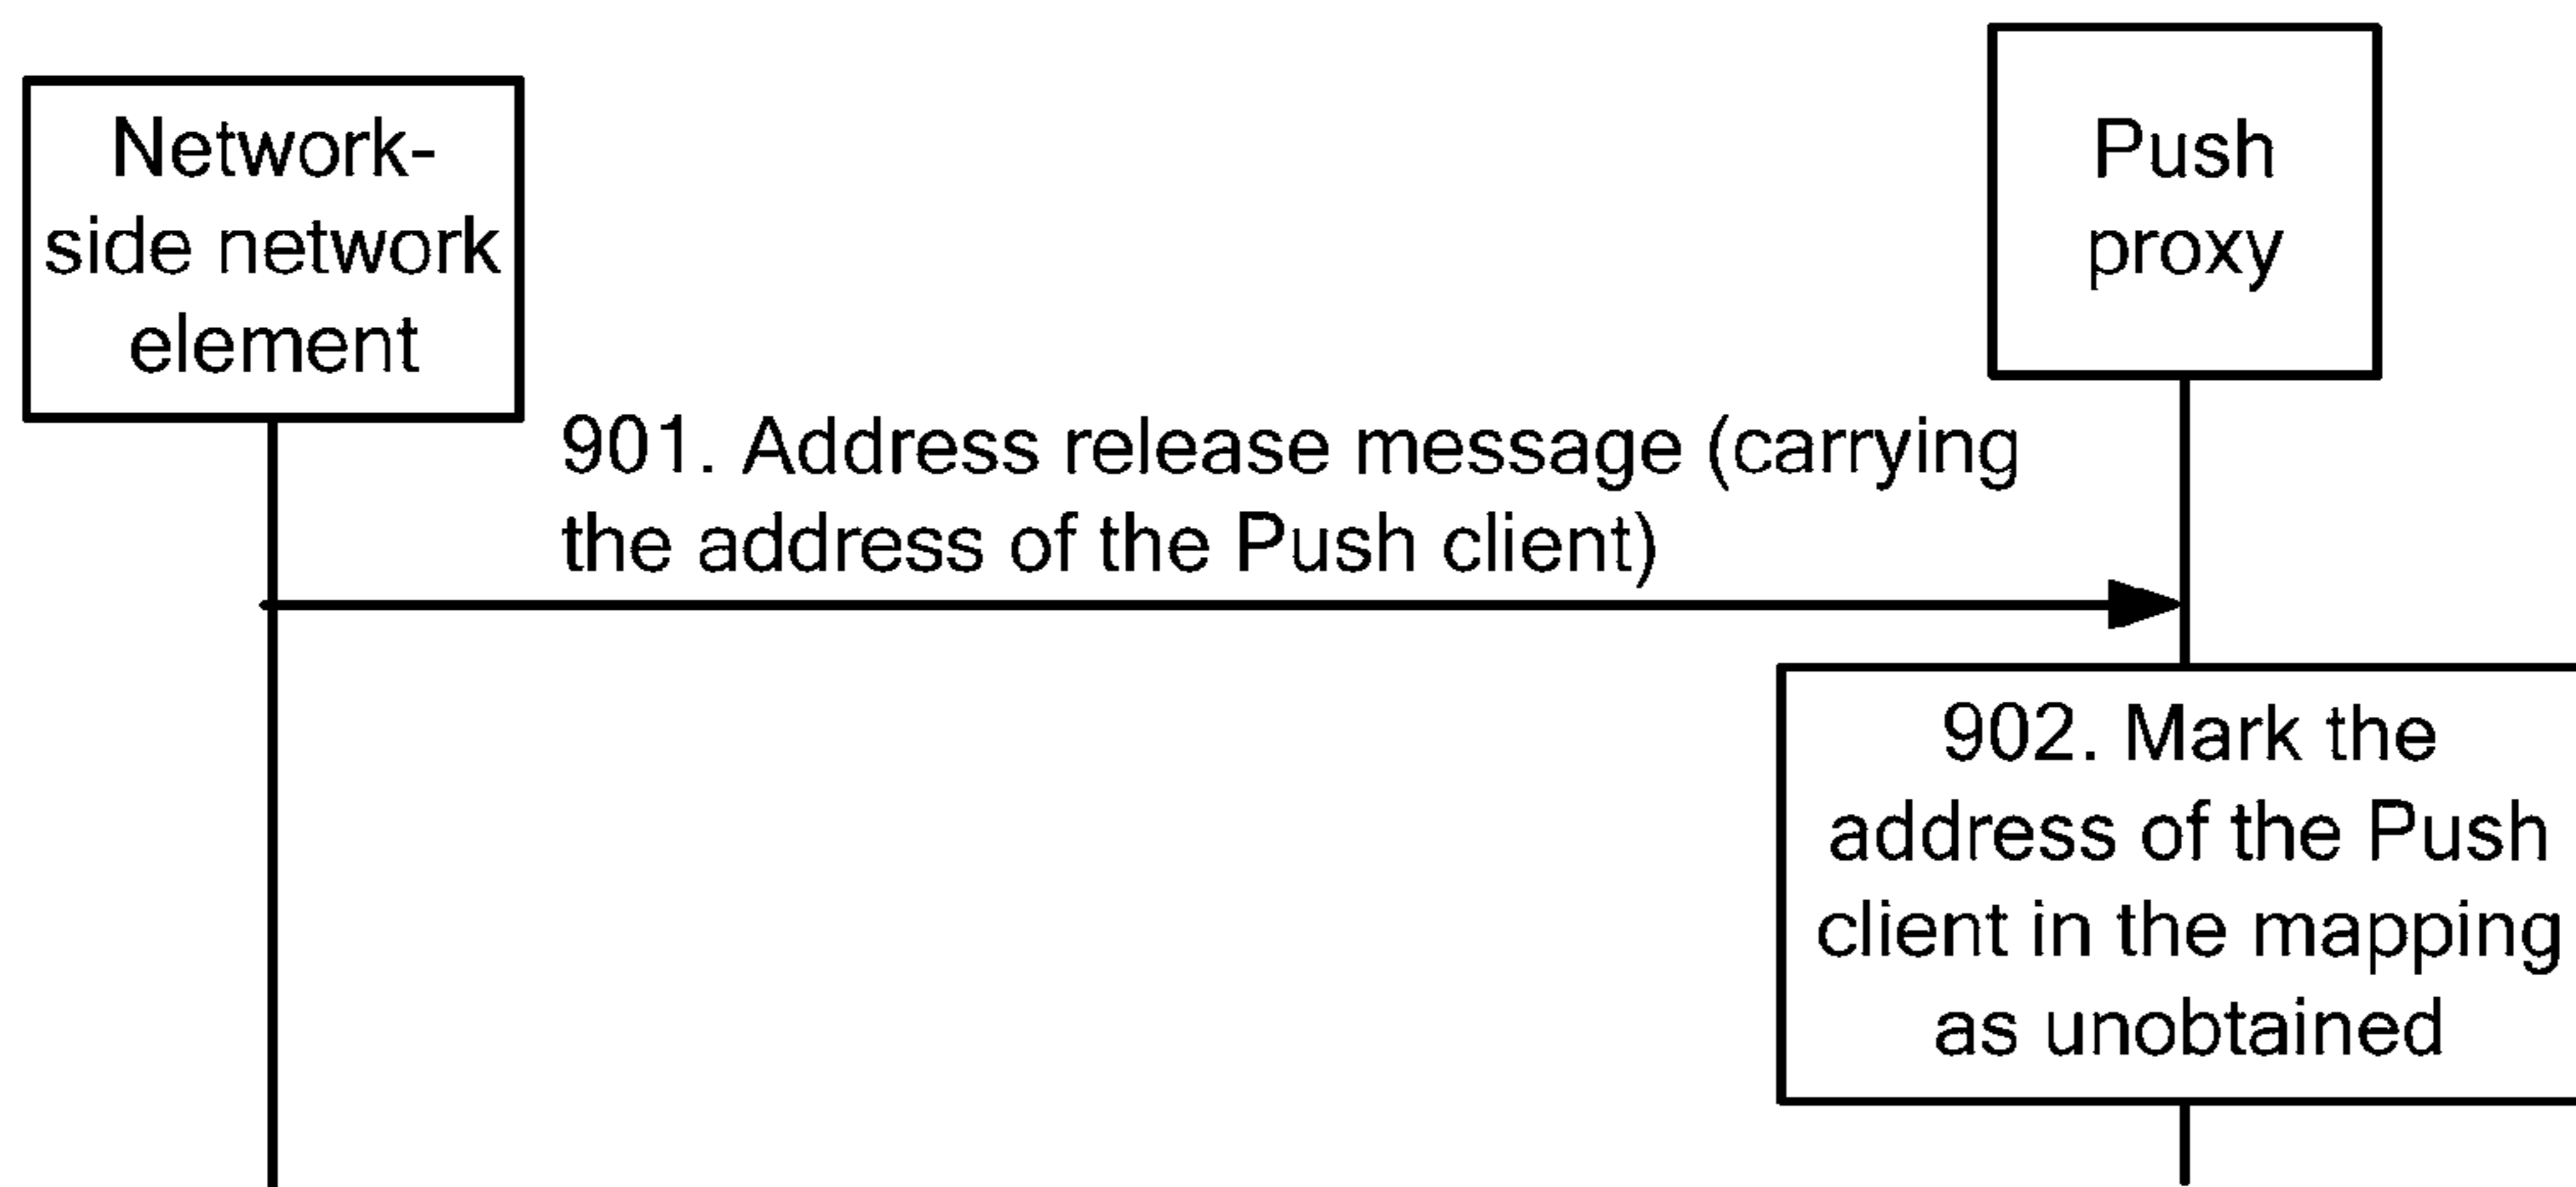 Network-
side network
element
Push
proxy
901. Address release message (carrying
the address of the Push client)
902. Mark the
address of the Push
client in the mapping
as unobtained